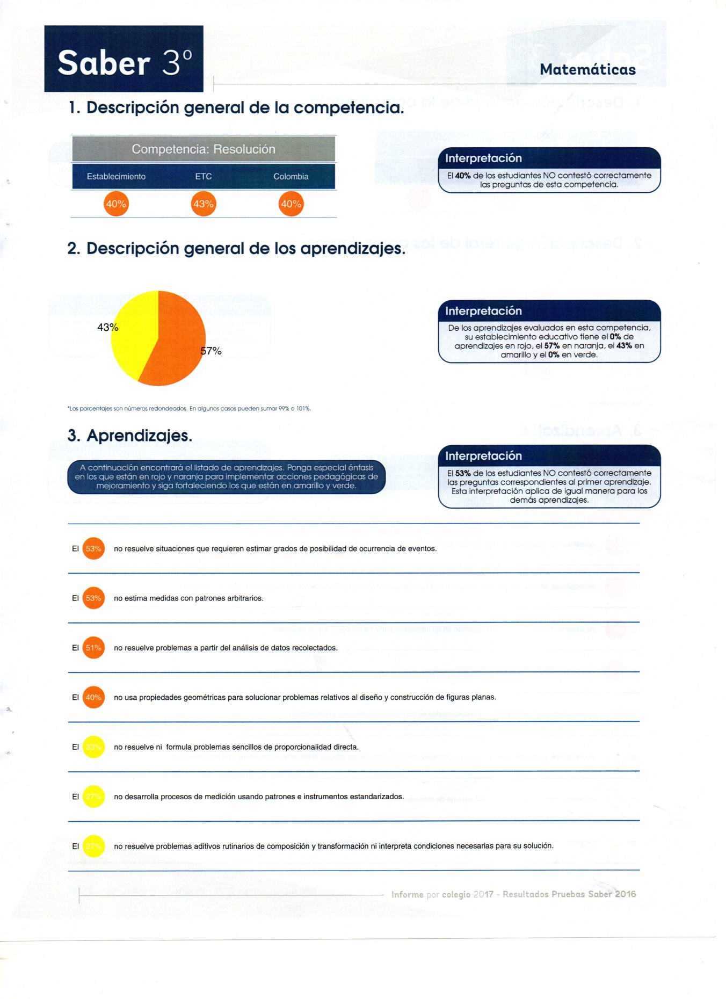 Saber 3º
Matemáticas
1. Descripción general de la competencia.
Competencia: Resolución
Establecimiento ETC Colombia
40% 43% 40%
Interpretación
El 40% de los estudiantes NO contestó correctamente
las preguntas de esta competencia.
2. Descripción general de los aprendizajes.
43%
57%
Interpretación
De los aprendizajes evaluados en esta competencia,
su establecimiento educativo tiene el 0% de
aprendizajes en rojo, el 57% en naranja, el 43% en
amarillo y el 0% en verde.
*Los porcentajes son números redondeados. En algunos casos pueden sumar 99% o 101%.
3. Aprendizajes.
A continuación encontrará el listado de aprendizajes. Ponga especial énfasis
en los que están en rojo y naranja para implementar acciones pedagógicas de
mejoramiento y siga fortaleciendo los que están en amarillo y verde.
Interpretación
El 53% de los estudiantes NO contestó correctamente
las preguntas correspondientes al primer aprendizaje.
Esta interpretación aplica de igual manera para los
demás aprendizajes.
El 53% no resuelve situaciones que requieren estimar grados de posibilidad de ocurrencia de eventos.
El 53% no estima medidas con patrones arbitrarios.
El 51% no resuelve problemas a partir del análisis de datos recolectados.
El 40% no usa propiedades geométricas para solucionar problemas relativos al diseño y construcción de figuras planas.
El 33% no resuelve ni formula problemas sencillos de proporcionalidad directa.
El 27% no desarrolla procesos de medición usando patrones e instrumentos estandarizados.
El 27% no resuelve problemas aditivos rutinarios de composición y transformación ni interpreta condiciones necesarias para su solución.
Informe por colegio 2017 - Resultados Pruebas Saber 2016